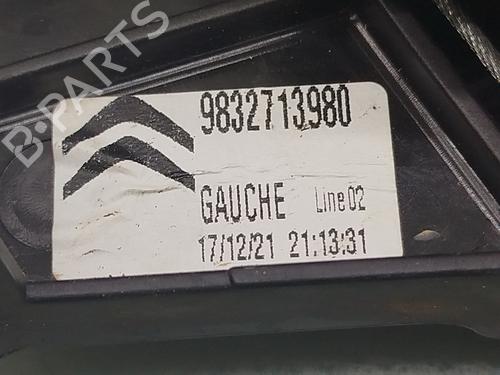 B-PARTS
9832713980
GAUCHE Line 02
17/12/21 21:13:31